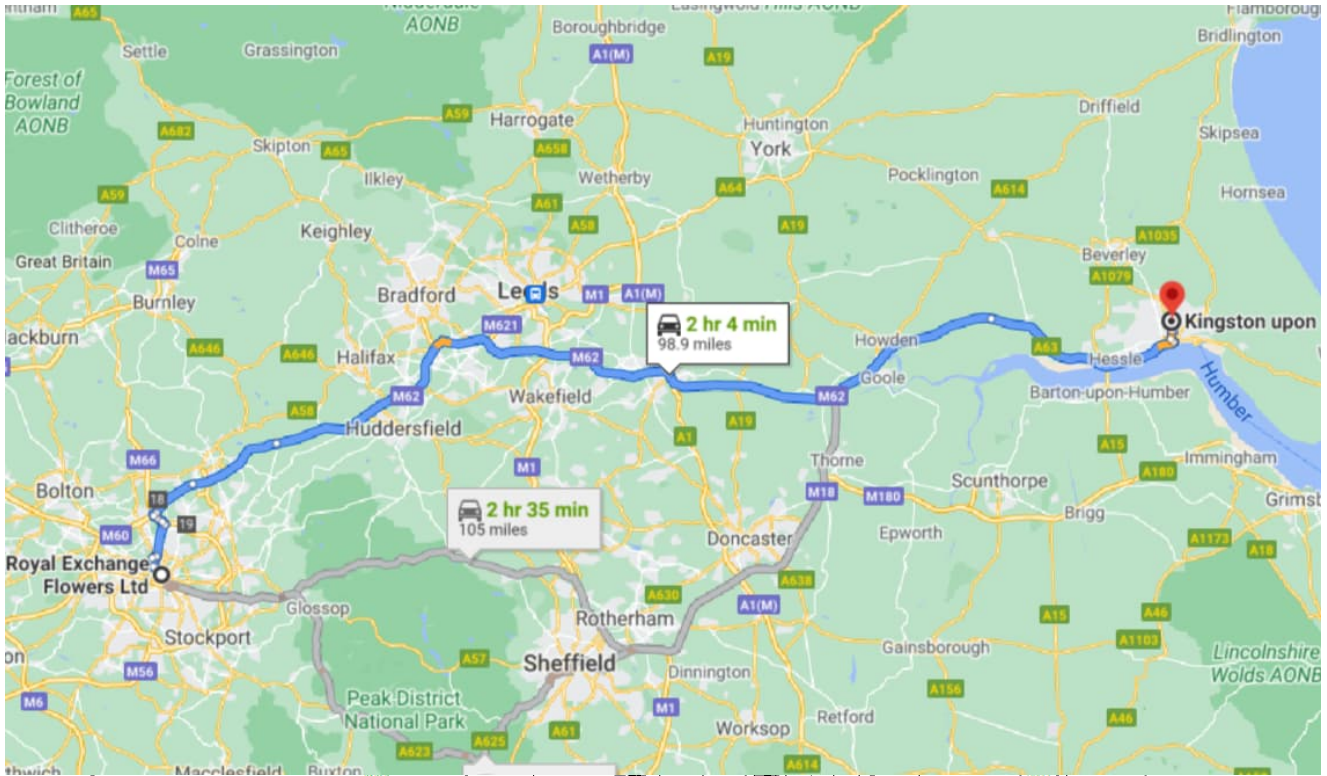 ntham
A65
AONB
Boroughbridge
Hills AONB
Flamborough
Settle
Grassington
A1(M)
A19
Bridlington
Forest of
Bowland
AONB
A59
Harrogate
Driffield
A682
Skipton
A65
A658
Huntington
York
Skipsea
Ilkley
Wetherby
A64
Pocklington
A614
Hornsea
A59
A61
A58
A19
Clitheroe
Colne
Keighley
Beverley
A1035
Great Britain
M65
A1079
Burnley
Bradford
Leeds
M1
A1(M)
ackburn
A646
A646
Halifax
M621
2 hr 4 min
98.9 miles
Howden
A63
Kingston upon
Hessle
M62
M62
Wakefield
M62
Goole
Barton-upon-Humber
Humber
A58
Huddersfield
A19
A1
A15
M66
M1
Thorne
Immingham
A180
Bolton
18
M18
M180
Scunthorpe
Grimsb
19
2 hr 35 min
105 miles
Epworth
Brigg
M60
Doncaster
A1173
A18
Royal Exchange
Flowers Ltd
A638
Glossop
A630
A1(M)
Rotherham
A15
A46
Stockport
A1103
on
Sheffield
A57
Gainsborough
Lincolnshire
Wolds AONB
M56
Dinnington
M6
Peak District
National Park
M1
A156
Retford
A46
A61
Worksop
A623
A625
A614
thwich
Macclesfield
Buxton